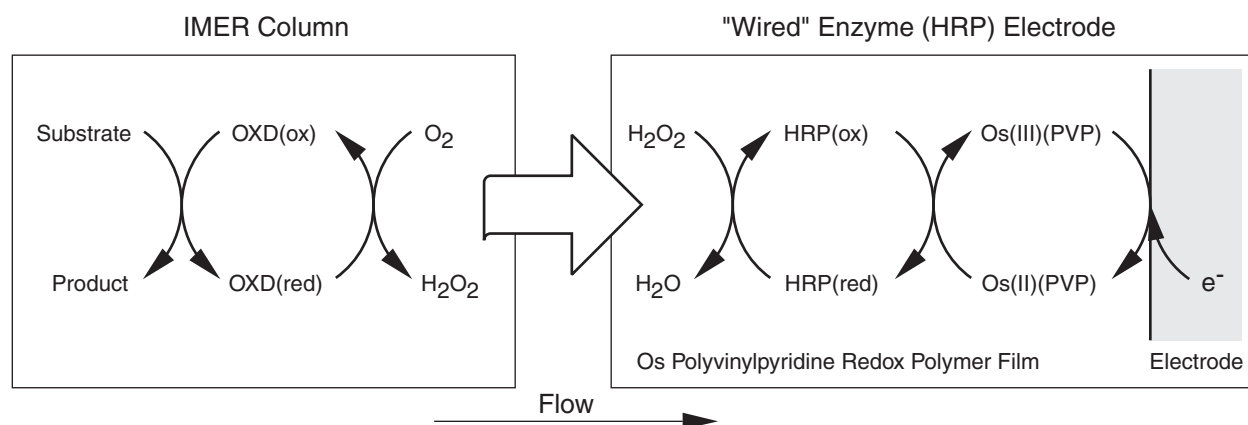 IMER Column
"Wired" Enzyme (HRP) Electrode
Substrate
OXD(ox)
O2
H2O2
HRP(ox)
Os(III)(PVP)
Product
OXD(red)
H2O2
H2O
HRP(red)
Os(II)(PVP)
e-
Os Polyvinylpyridine Redox Polymer Film
Electrode
Flow